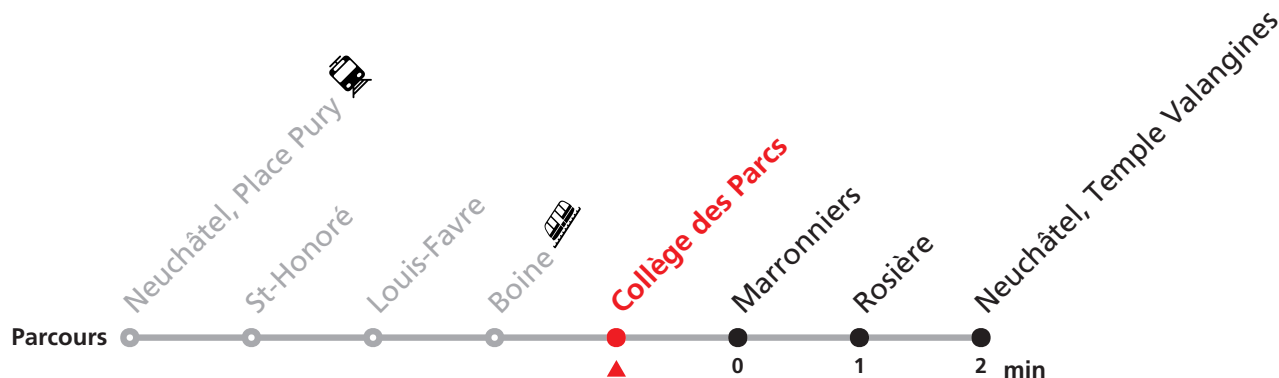 Neuchâtel, Place Pury
St-Honoré
Louis-Favre
Boine
Collège des Parcs
Marronniers
Rosière
Neuchâtel, Temple Valangines
Parcours
0 1 2 min